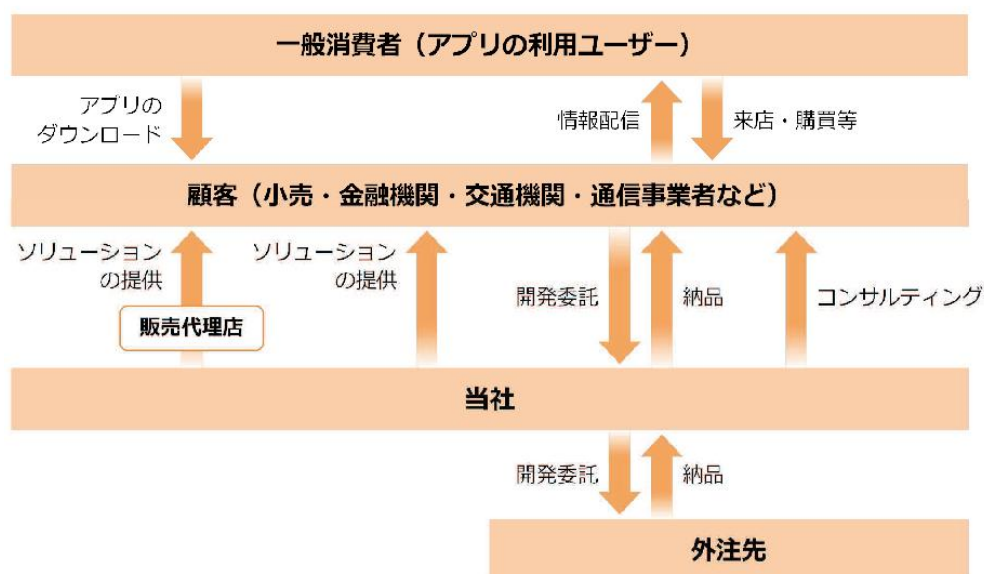 一般消費者（アプリの利用ユーザー）
アプリの
ダウンロード
情報配信
来店・購買等
顧客（小売・金融機関・交通機関・通信事業者など）
ソリューション
の提供
ソリューション
の提供
開発委託
納品
コンサルティング
販売代理店
当社
開発委託
納品
外注先